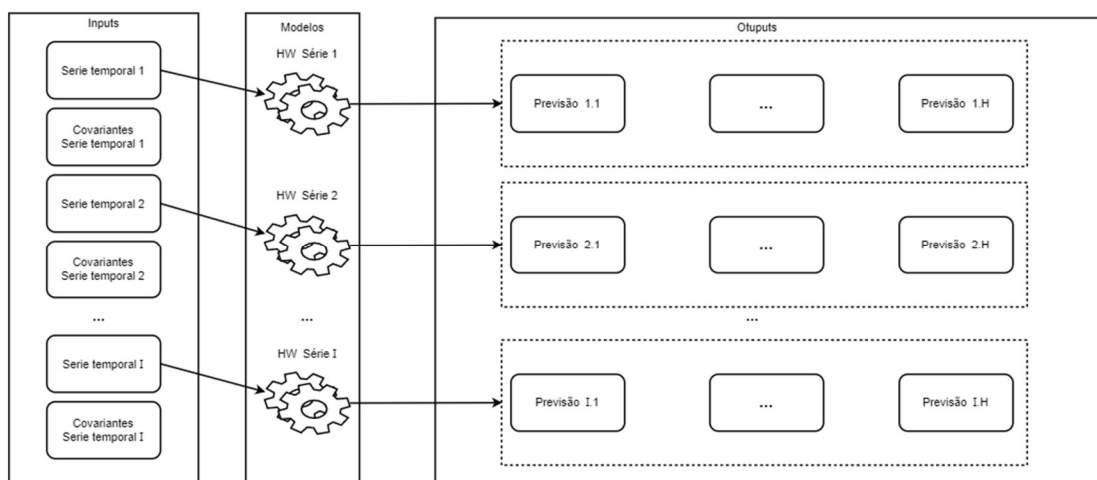 Inputs
Serie temporal 1
Covariantes
Serie temporal 1
Serie temporal 2
Covariantes
Serie temporal 2
...
Serie temporal I
Covariantes
Serie temporal I
Modelos
HW Série 1
HW Série 2
...
HW Série I
Otuputs
Previsão 1.1
...
Previsão 1.H
Previsão 2.1
...
Previsão 2.H
...
Previsão I.1
...
Previsão I.H